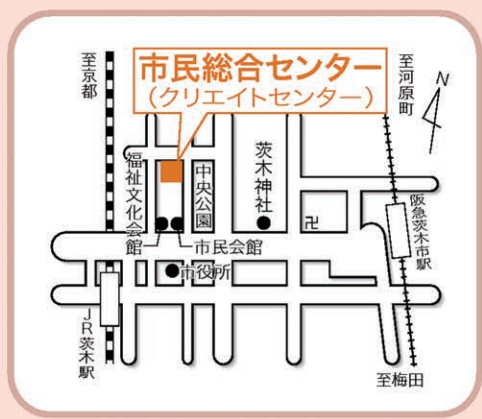 市民総合センター
(クリエイトセンター)
至京都
至河原町
N
福祉文化会館
中央公園
茨木神社
卍
阪急茨木市駅
市民会館
市役所
JR茨木駅
至梅田